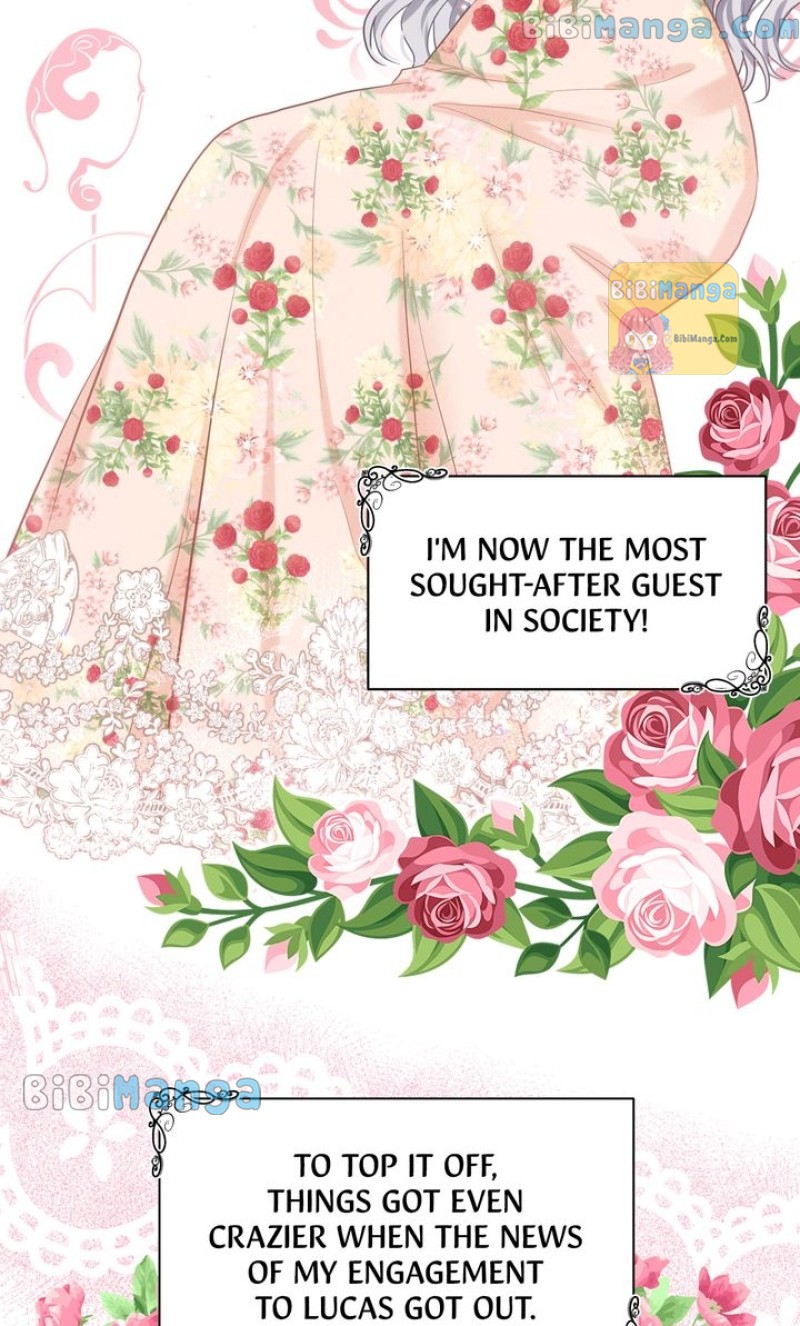 BiBiManga.Com
BiBiManga
BibiManga.Com
I'M NOW THE MOST
SOUGHT-AFTER GUEST
IN SOCIETY!
BiBiManga
TO TOP IT OFF,
THINGS GOT EVEN
CRAZIER WHEN THE NEWS
OF MY ENGAGEMENT
TO LUCAS GOT OUT.